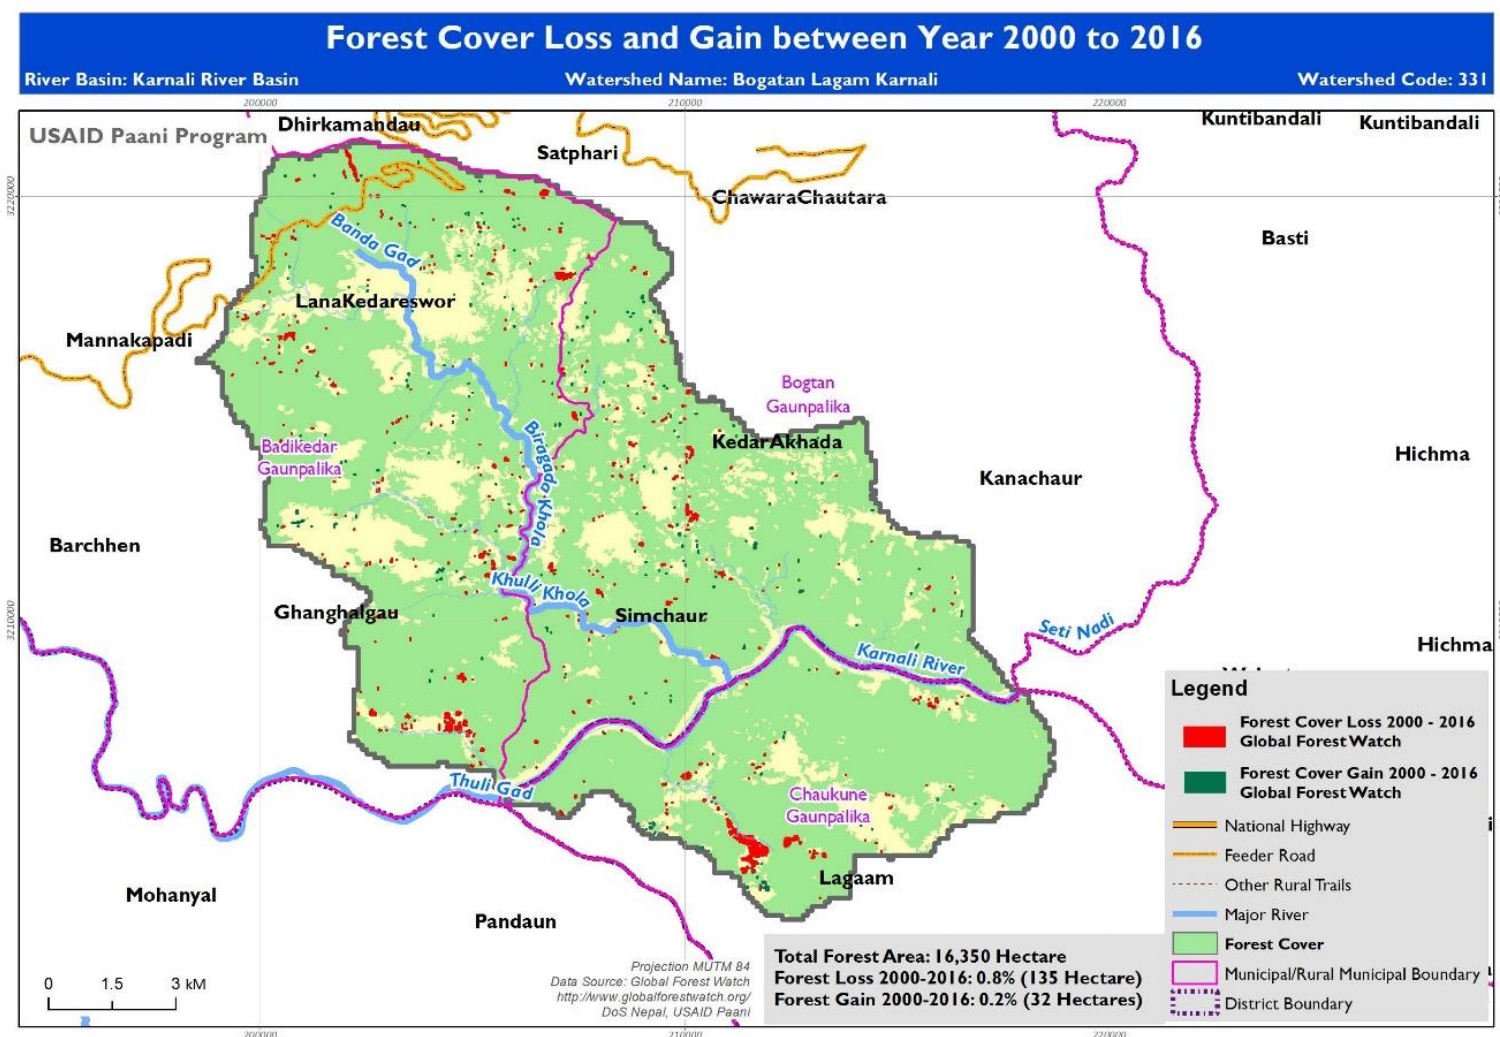 Forest Cover Loss and Gain between Year 2000 to 2016
River Basin: Karnali River Basin
Watershed Name: Bogatan Lagam Karnali
Watershed Code: 331
200000
210000
220000
USAID Paani Program
Dhirkamandau
Satphari
Kuntibandali
Kuntibandali
3220000
ChawaraChautara
Banda Gad
Basti
LanaKedareswor
Mannakapadi
Bogtan
Gaunpalika
KedarAkhada
Badikedar
Gaunpalika
Biragada Khola
Hichma
Kanachaur
Barchhen
Khulli Khola
Ghanghalgau
Simchaur
3210000
Seti Nadi
Karnali River
Hichma
Thuli Gad
Chaukune
Gaunpalika
Lagaam
Mohanyal
Pandaun
Legend
Forest Cover Loss 2000 - 2016
Global Forest Watch
Forest Cover Gain 2000 - 2016
Global Forest Watch
National Highway
Feeder Road
Other Rural Trails
Major River
Forest Cover
Municipal/Rural Municipal Boundary
District Boundary
Total Forest Area: 16,350 Hectare
Forest Loss 2000-2016: 0.8% (135 Hectare)
Forest Gain 2000-2016: 0.2% (32 Hectares)
Projection MUTM 84
Data Source: Global Forest Watch
http://www.globalforestwatch.org/
DoS Nepal, USAID Paani
0 1.5 3 kM
200000
210000
220000